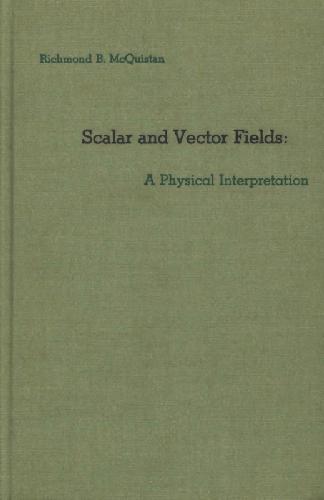 Richmond B. McQuistan
Scalar and Vector Fields:
A Physical Interpretation